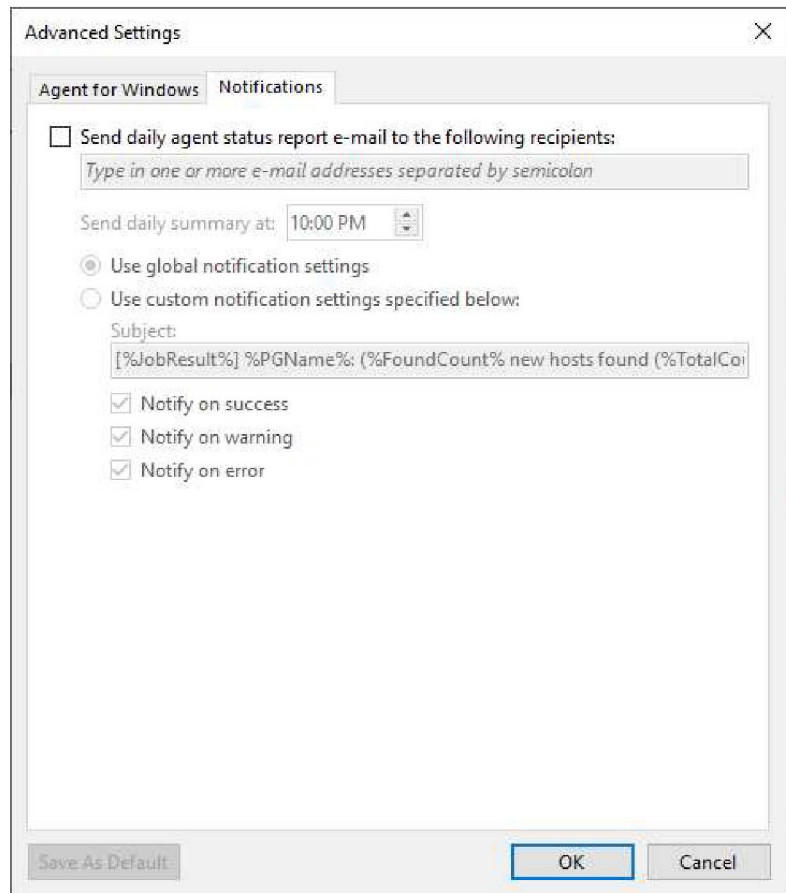 Advanced Settings
Agent for Windows
Notifications
Send daily agent status report e-mail to the following recipients:
Type in one or more e-mail addresses separated by semicolon
Send daily summary at: 10:00 PM
Use global notification settings
Use custom notification settings specified below:
Subject:
[%JobResult%] %PGName%: (%FoundCount% new hosts found (%TotalCou
Notify on success
Notify on warning
Notify on error
Save As Default
OK
Cancel